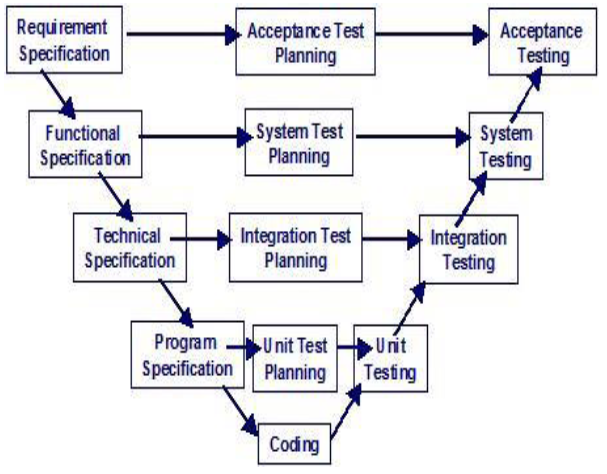 Requirement
Specification
Acceptance Test
Planning
Acceptance
Testing
Functional
Specification
System Test
Planning
System
Testing
Technical
Specification
Integration Test
Planning
Integration
Testing
Program
Specification
Unit Test
Planning
Unit
Testing
Coding